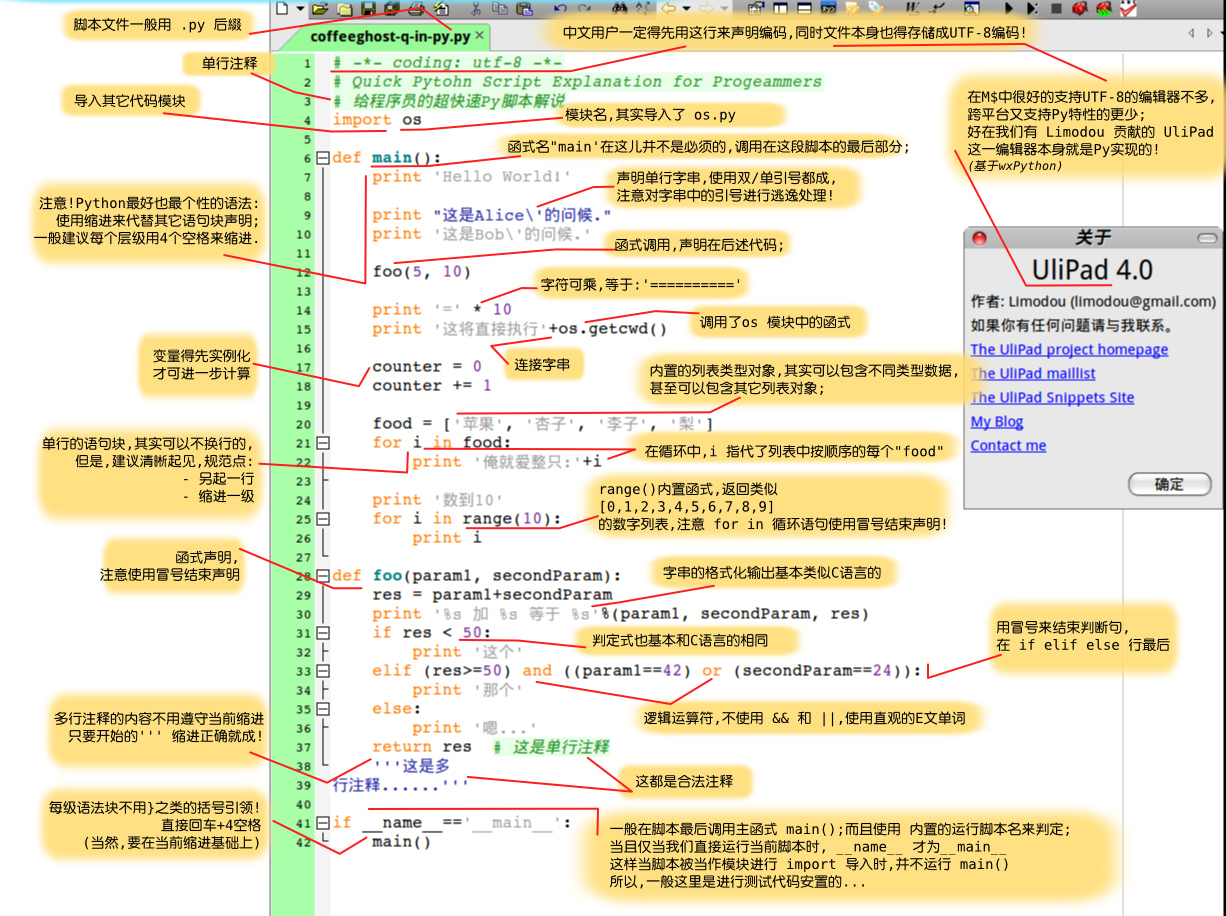 脚本文件一般用 .py 后缀
coffeeghost-q-in-py.py
中文用户一定得先用这行来声明编码,同时文件本身也得存储成UTF-8编码!
单行注释
导入其它代码模块
1 # -*- coding: utf-8 -*-
2 # Quick Pytohn Script Explanation for Progeammers
3 # 给程序员的超快速Py脚本解说
4 import os
模块名,其实导入了 os.py
在M$中很好的支持UTF-8的编辑器不多,
跨平台又支持Py特性的更少;
好在我们有 Limodou 贡献的 UliPad
这一编辑器本身就是Py实现的!
(基于wxPython)
5
函式名"main'在这儿并不是必须的,调用在这段脚本的最后部分;
6 def main():
7 print 'Hello World!'
声明单行字串,使用双/单引号都成,
注意对字串中的引号进行逃逸处理!
8
9 print "这是Alice\'的问候."
10 print '这是Bob\'的问候.'
注意!Python最好也最个性的语法:
使用缩进来代替其它语句块声明;
一般建议每个层级用4个空格来缩进.
11
函式调用,声明在后述代码;
12 foo(5, 10)
13
字符可乘,等于:'=========='
14 print '=' * 10
15 print '这将直接执行'+os.getcwd()
调用了os 模块中的函式
16
连接字串
变量得先实例化
才可进一步计算
17 counter = 0
18 counter += 1
内置的列表类型对象,其实可以包含不同类型数据,
甚至可以包含其它列表对象;
19
20 food = ['苹果', '杏子', '李子', '梨']
21 for i in food:
22 print '俺就爱整只:'+i
在循环中,i 指代了列表中按顺序的每个"food"
单行的语句块,其实可以不换行的,
但是,建议清晰起见,规范点:
- 另起一行
- 缩进一级
23
24 print '数到10'
25 for i in range(10):
26 print i
range()内置函式,返回类似
[0,1,2,3,4,5,6,7,8,9]
的数字列表,注意 for in 循环语句使用冒号结束声明!
27
函式声明,
注意使用冒号结束声明
28 def foo(param1, secondParam):
字串的格式化输出基本类似C语言的
29 res = param1+secondParam
30 print '%s 加 %s 等于 %s'%(param1, secondParam, res)
31 if res < 50:
判定式也基本和C语言的相同
32 print '这个'
33 elif (res>=50) and ((param1==42) or (secondParam==24)):
用冒号来结束判断句,
在 if elif else 行最后
34 print '那个'
35 else:
逻辑运算符,不使用 && 和 ||,使用直观的E文单词
36 print '嗯...'
37 return res # 这是单行注释
多行注释的内容不用遵守当前缩进
只要开始的''' 缩进正确就成!
38 '''这是多
39 行注释......'''
这都是合法注释
40
每级语法块不用}之类的括号引领!
直接回车+4空格
(当然,要在当前缩进基础上)
41 if __name__=='__main__':
42 main()
一般在脚本最后调用主函式 main();而且使用 内置的运行脚本名来判定;
当且仅当我们直接运行当前脚本时, __name__ 才为__main__
这样当脚本被当作模块进行 import 导入时,并不运行 main()
所以,一般这里是进行测试代码安置的...
关于
UliPad 4.0
作者: Limodou (limodou@gmail.com)
如果你有任何问题请与我联系。
The UliPad project homepage
The UliPad maillist
The UliPad Snippets Site
My Blog
Contact me
确定